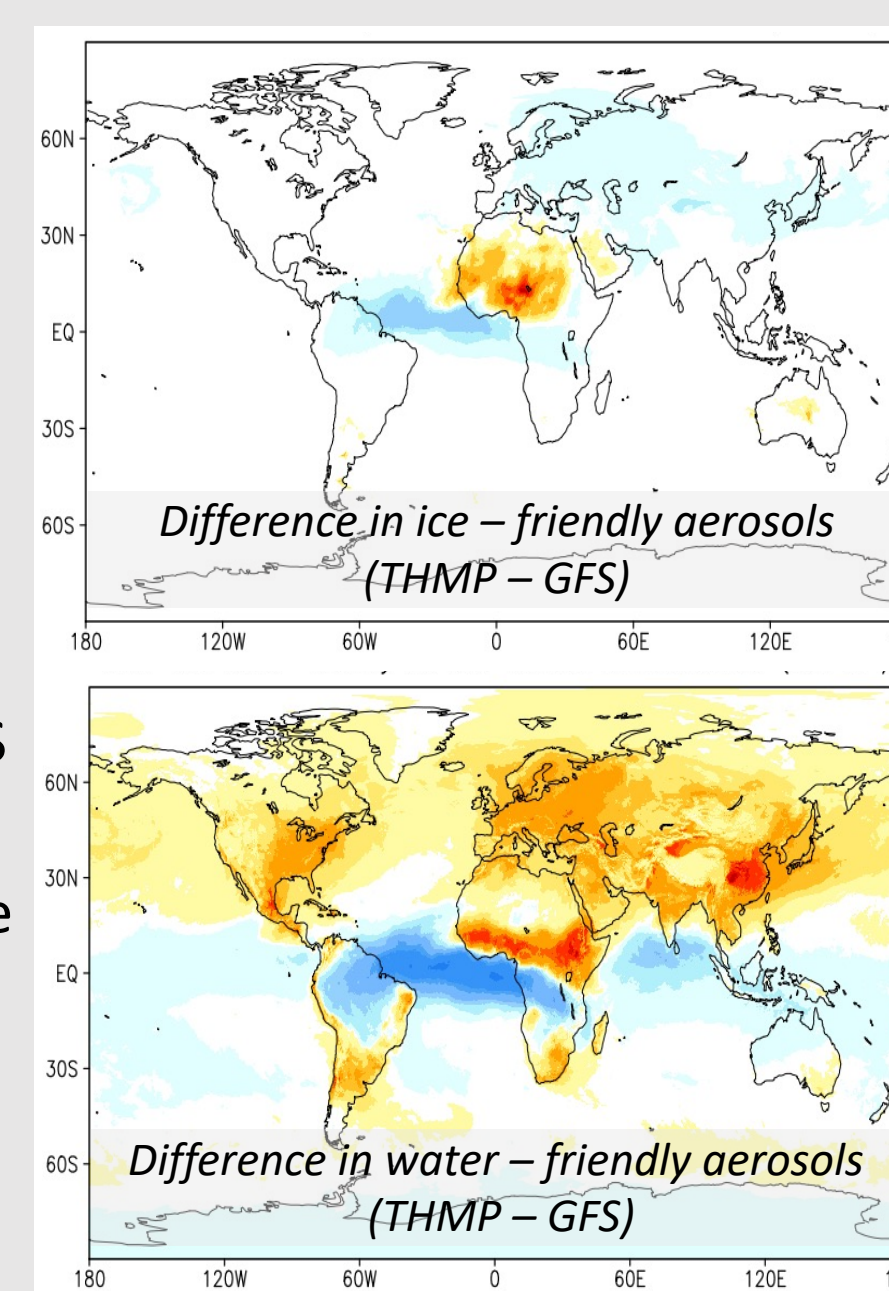 60N
30N
EQ
30S
60S
Difference in ice – friendly aerosols
(THMP – GFS)
180 120W 60W 0 60E 120E
s
e
60N
30N
EQ
30S
60S
Difference in water – friendly aerosols
(THMP – GFS)
180 120W 60W 0 60E 120E